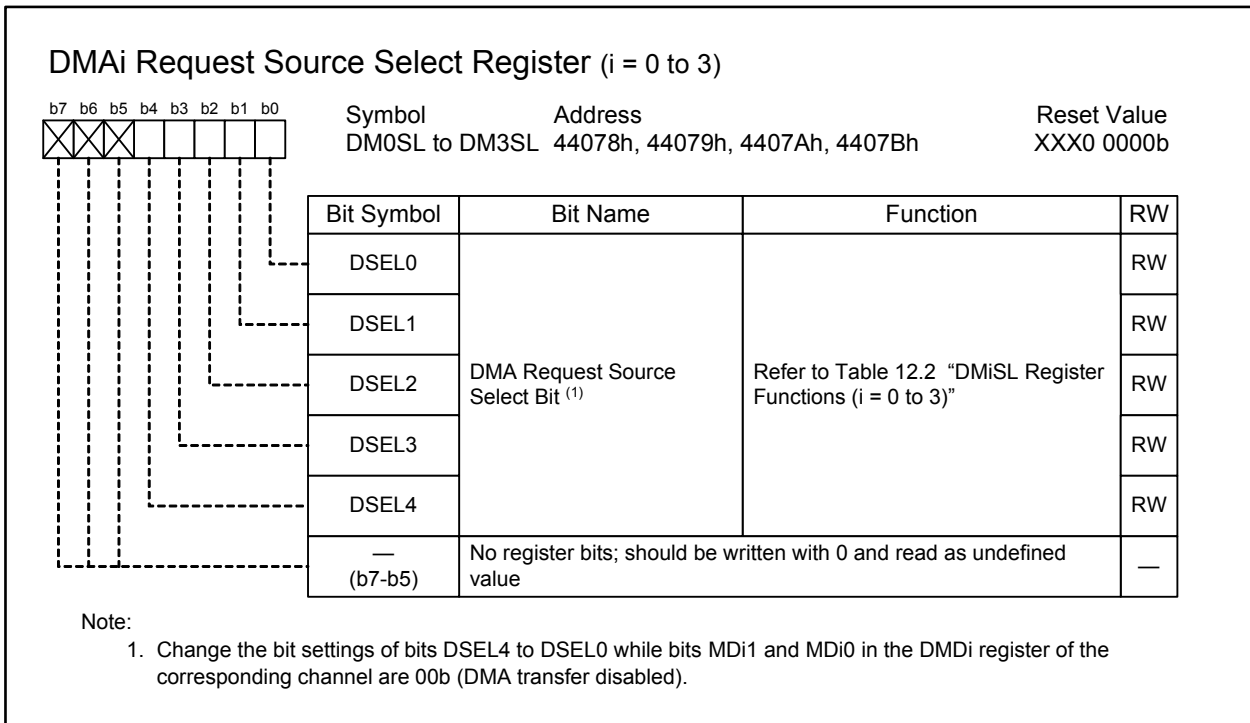 DMAi Request Source Select Register (i = 0 to 3)
b7 b6 b5 b4 b3 b2 b1 b0
Symbol Address Reset Value
DM0SL to DM3SL 44078h, 44079h, 4407Ah, 4407Bh XXX0 0000b
Bit Symbol Bit Name Function RW
DSEL0 RW
DSEL1 RW
DSEL2 RW
DMA Request Source
Select Bit (1)
Refer to Table 12.2 “DMiSL Register
Functions (i = 0 to 3)”
DSEL3 RW
DSEL4 RW
—
(b7-b5)
No register bits; should be written with 0 and read as undefined
value
—
Note:
1. Change the bit settings of bits DSEL4 to DSEL0 while bits MDi1 and MDi0 in the DMDi register of the
corresponding channel are 00b (DMA transfer disabled).